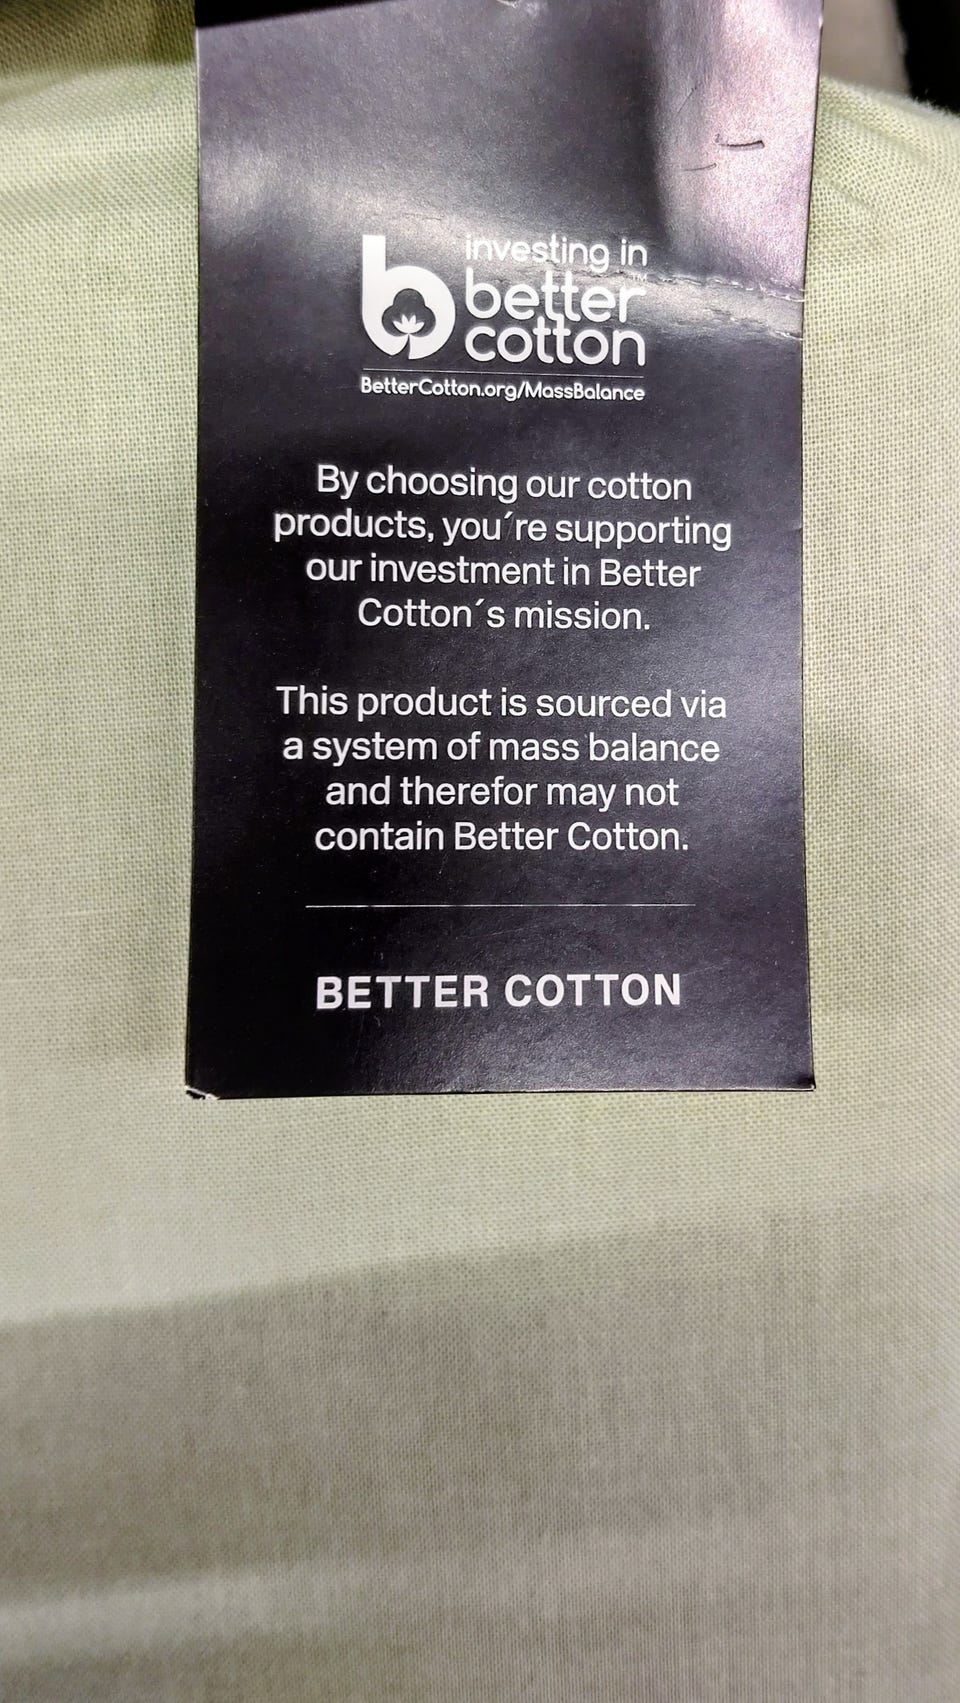 investing in
better™
cotton
BetterCotton.org/MassBalance
By choosing our cotton
products, you´re supporting
our investment in Better
Cotton´s mission.
This product is sourced via
a system of mass balance
and therefor may not
contain Better Cotton.
BETTER COTTON